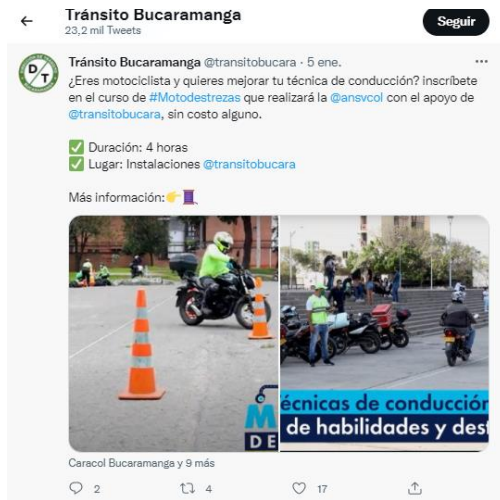 Tránsito Bucaramanga
23,2 mil Tweets
Seguir
D T
Tránsito Bucaramanga @transitobucara · 5 ene.
¿Eres motociclista y quieres mejorar tu técnica de conducción? inscríbete
en el curso de #Motodestrezas que realizará la @ansvcol con el apoyo de
@transitobucara, sin costo alguno.
Duración: 4 horas
Lugar: Instalaciones @transitobucara
Más información:
M
DE
écnicas de conducción
de habilidades y dest
Caracol Bucaramanga y 9 más
2
4
17